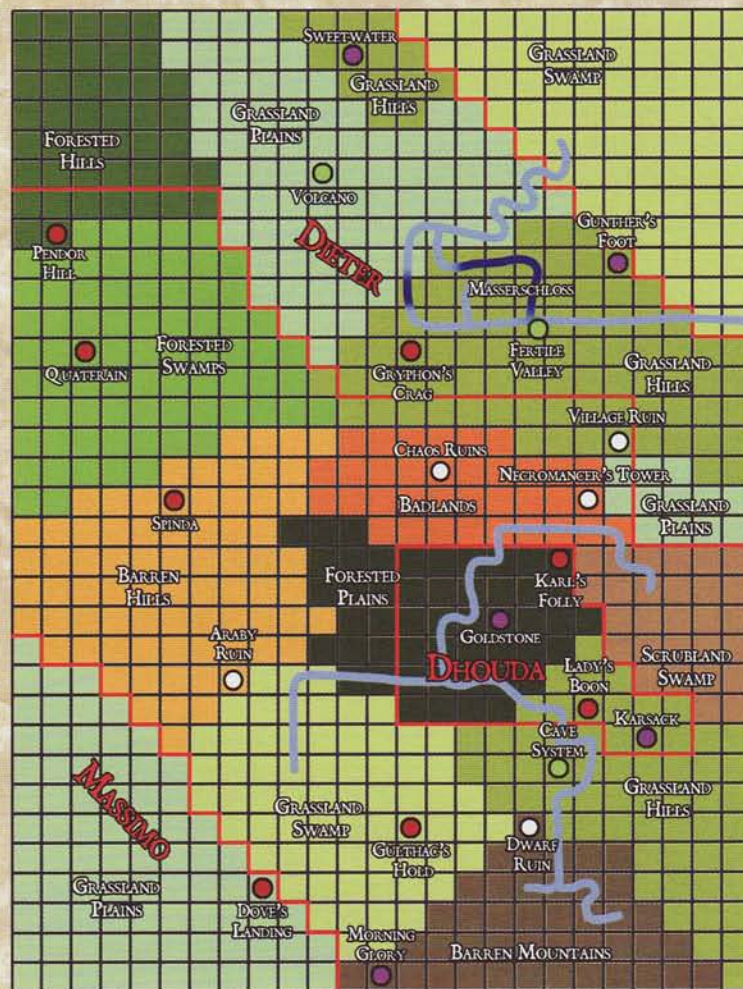 Sweetwater
Grassland
Swamp
Grassland
Hills
Grassland
Plains
Forested
Hills
Volcano
Gunther's
Foot
Pendor
Hill
Dieter
Masserschloss
Quaterain
Forested
Swamps
Gryphon's
Crag
Fertile
Valley
Grassland
Hills
Village Ruin
Chaos Ruins
Necromancer's Tower
Badlands
Grassland
Plains
Spinda
Barren
Hills
Forested
Plains
Karl's
Folly
Araby
Ruin
Goldstone
Dhouda
Lady's
Boon
Scrubland
Swamp
Karsack
Cave
System
Massimo
Grassland
Swamp
Grassland
Hills
Gulthag's
Hold
Dwarf
Ruin
Grassland
Plains
Dove's
Landing
Morning
Glory
Barren Mountains